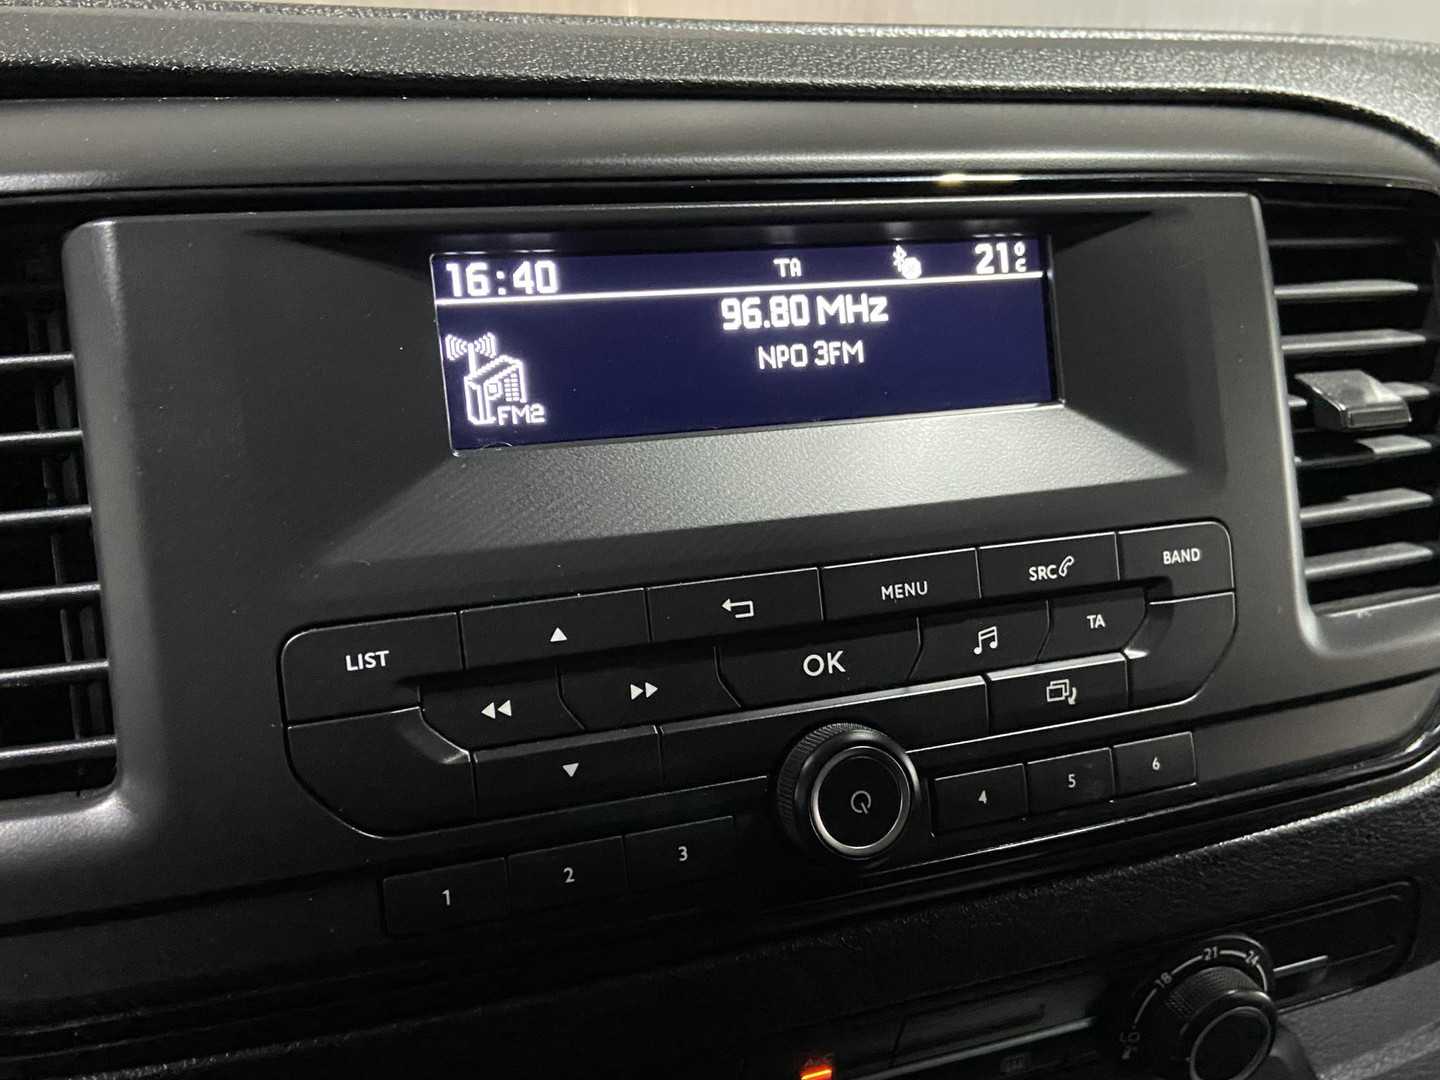 16:40 TA 21°C
96.80 MHz
NPO 3FM
FM2
LIST
MENU
SRC
BAND
OK
TA
1
2
3
4
5
6
18
21
24
LO
A/C